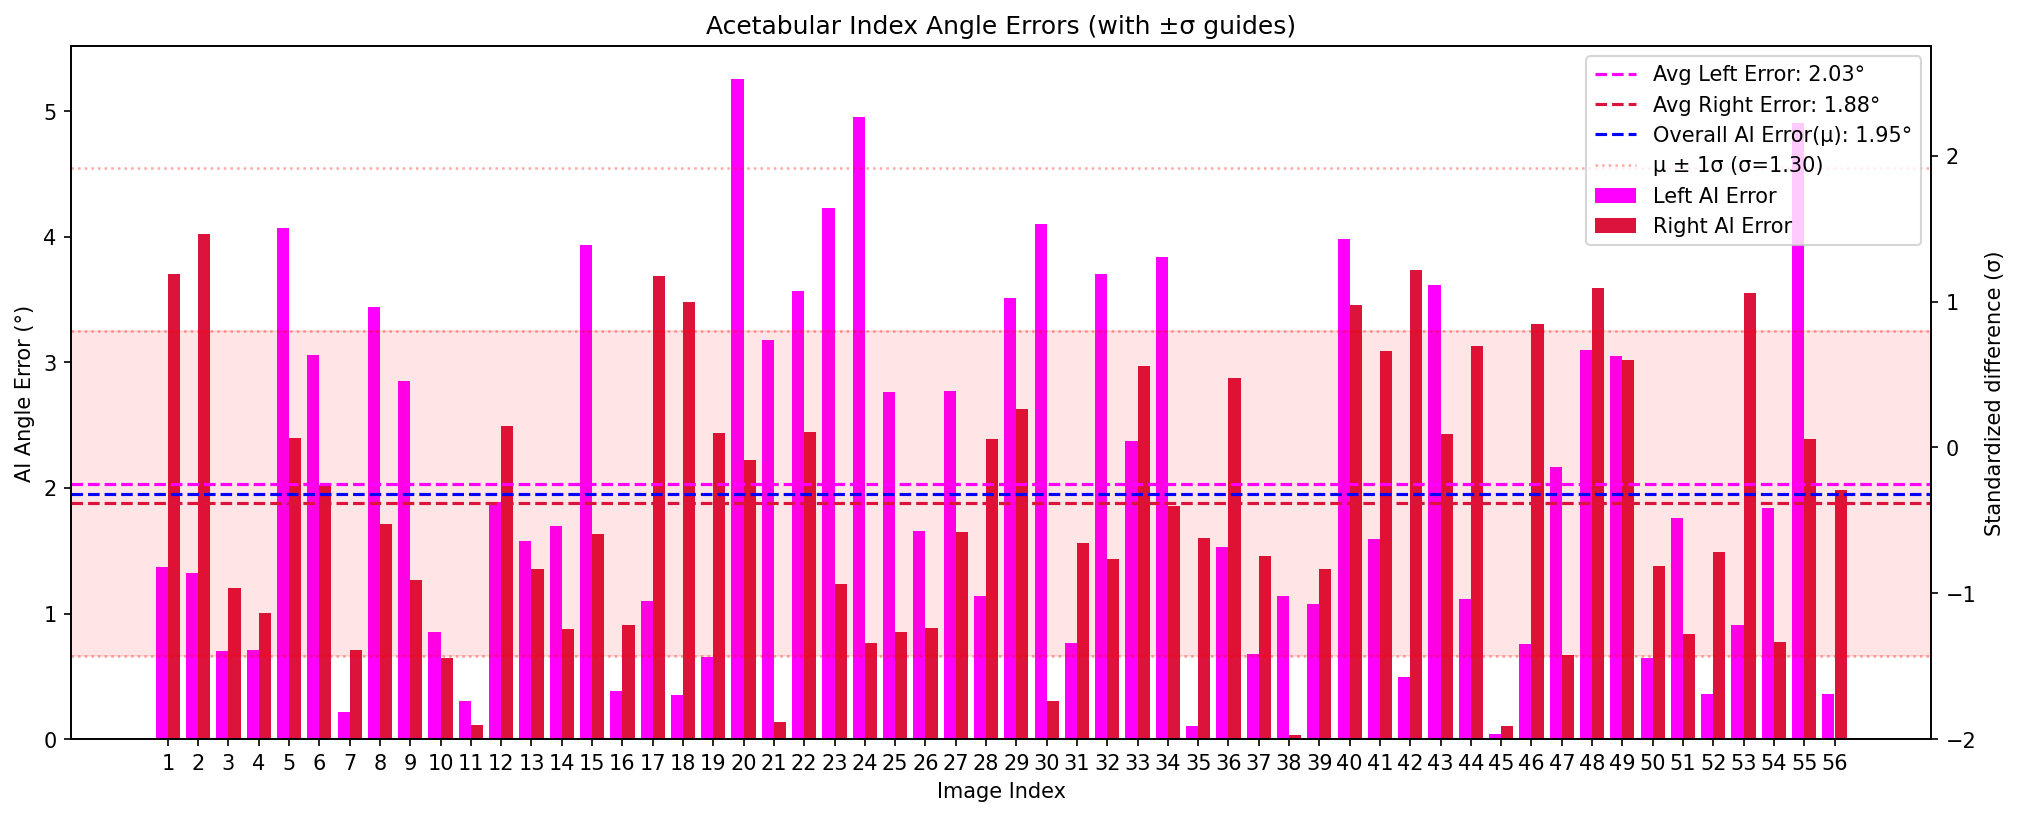 Acetabular Index Angle Errors (with ±σ guides)
AI Angle Error (°)
5
4
3
2
1
0
Avg Left Error: 2.03°
Avg Right Error: 1.88°
Overall AI Error(μ): 1.95°
μ ± 1σ (σ=1.30)
Left AI Error
Right AI Error
2
1
0
−1
−2
Standardized difference (σ)
1 2 3 4 5 6 7 8 9 10 11 12 13 14 15 16 17 18 19 20 21 22 23 24 25 26 27 28 29 30 31 32 33 34 35 36 37 38 39 40 41 42 43 44 45 46 47 48 49 50 51 52 53 54 55 56
Image Index